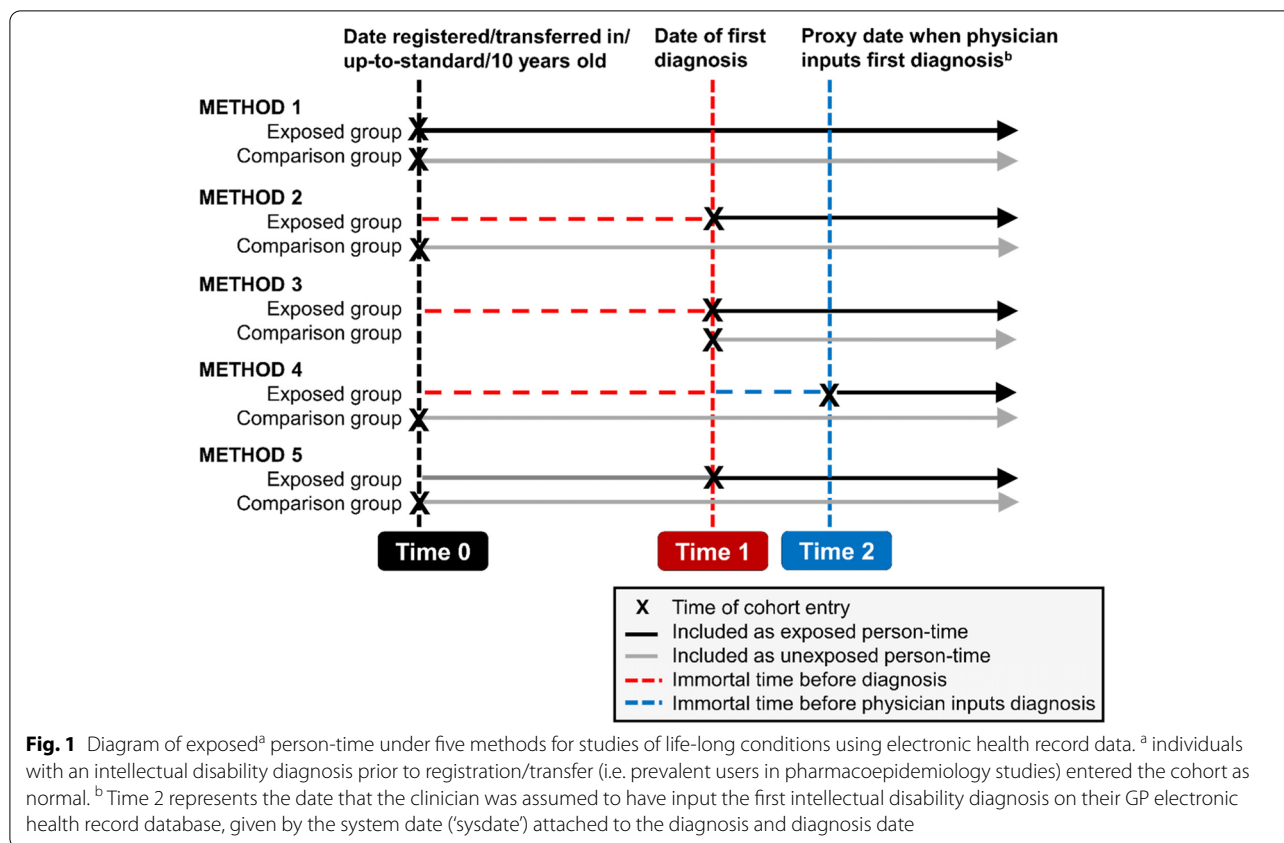 Date registered/transferred in/
up-to-standard/10 years old
Date of first
diagnosis
Proxy date when physician
inputs first diagnosisᵇ
METHOD 1
Exposed group
X
Comparison group
X
METHOD 2
Exposed group
X
Comparison group
X
METHOD 3
Exposed group
X
Comparison group
X
METHOD 4
Exposed group
X
Comparison group
X
METHOD 5
Exposed group
X
Comparison group
X
Time 0
Time 1
Time 2
X Time of cohort entry
Included as exposed person-time
Included as unexposed person-time
Immortal time before diagnosis
Immortal time before physician inputs diagnosis
Fig. 1 Diagram of exposedᵃ person-time under five methods for studies of life-long conditions using electronic health record data. ᵃ individuals
with an intellectual disability diagnosis prior to registration/transfer (i.e. prevalent users in pharmacoepidemiology studies) entered the cohort as
normal. ᵇ Time 2 represents the date that the clinician was assumed to have input the first intellectual disability diagnosis on their GP electronic
health record database, given by the system date ('sysdate') attached to the diagnosis and diagnosis date